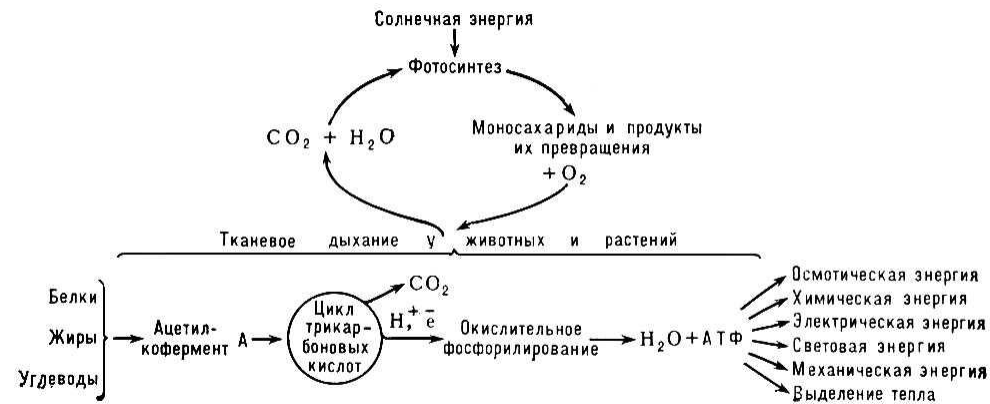 Солнечная энергия
Фотосинтез
CO₂ + H₂O
Моносахариды и продукты
их превращения
+ O₂
Тканевое дыхание у животных и растений
Белки
Жиры
Углеводы
Ацетил-
кофермент А
Цикл
трикар-
боновых
кислот
CO₂
H⁺, e̅
Окислительное
фосфорилирование
H₂O + АТФ
Осмотическая энергия
Химическая энергия
Электрическая энергия
Световая энергия
Механическая энергия
Выделение тепла